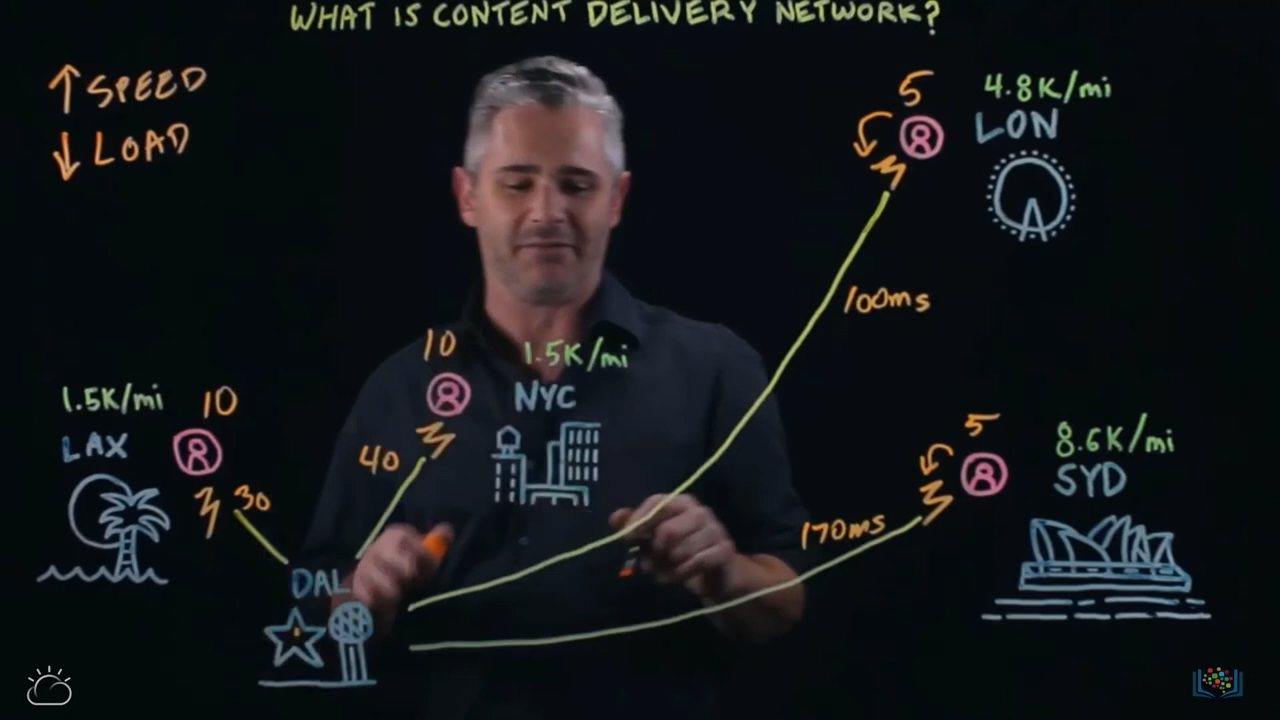 WHAT IS CONTENT DELIVERY NETWORK?
↑ SPEED
↓ LOAD
5
4.8K/mi
LON
100ms
10
1.5K/mi
NYC
40
1.5K/mi
10
LAX
30
5
8.6K/mi
SYD
170ms
DAL